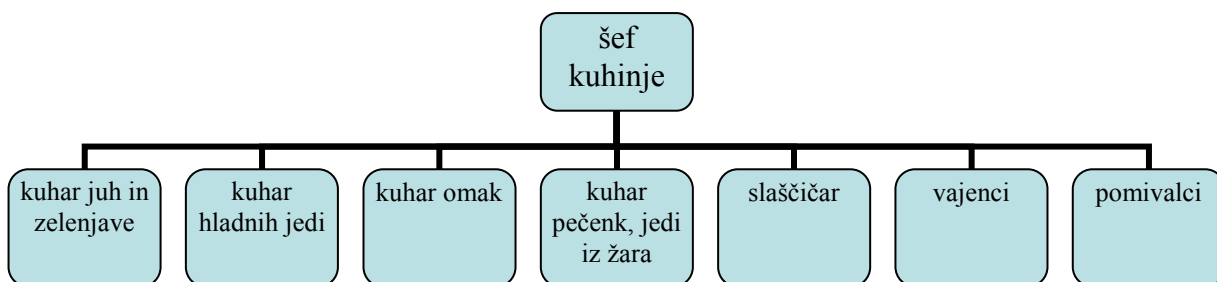 šef
kuhinje
kuhar juh in
zelenjave
kuhar
hladnih jedi
kuhar omak
kuhar
pečenk, jedi
iz žara
slaščičar
vajenci
pomivalci